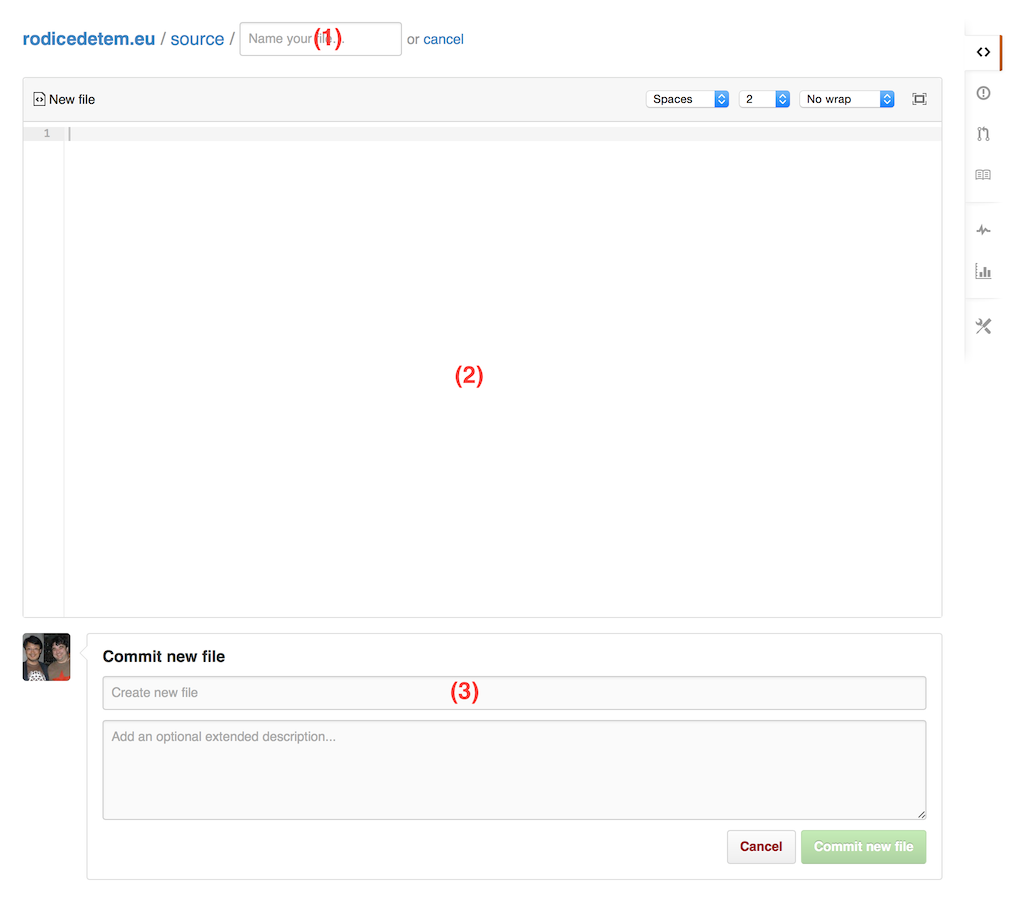 rodicedetem.eu / source / Name your file... (1) or cancel
New file Spaces 2 No wrap
1
(2)
Commit new file
Create new file (3)
Add an optional extended description...
Cancel Commit new file